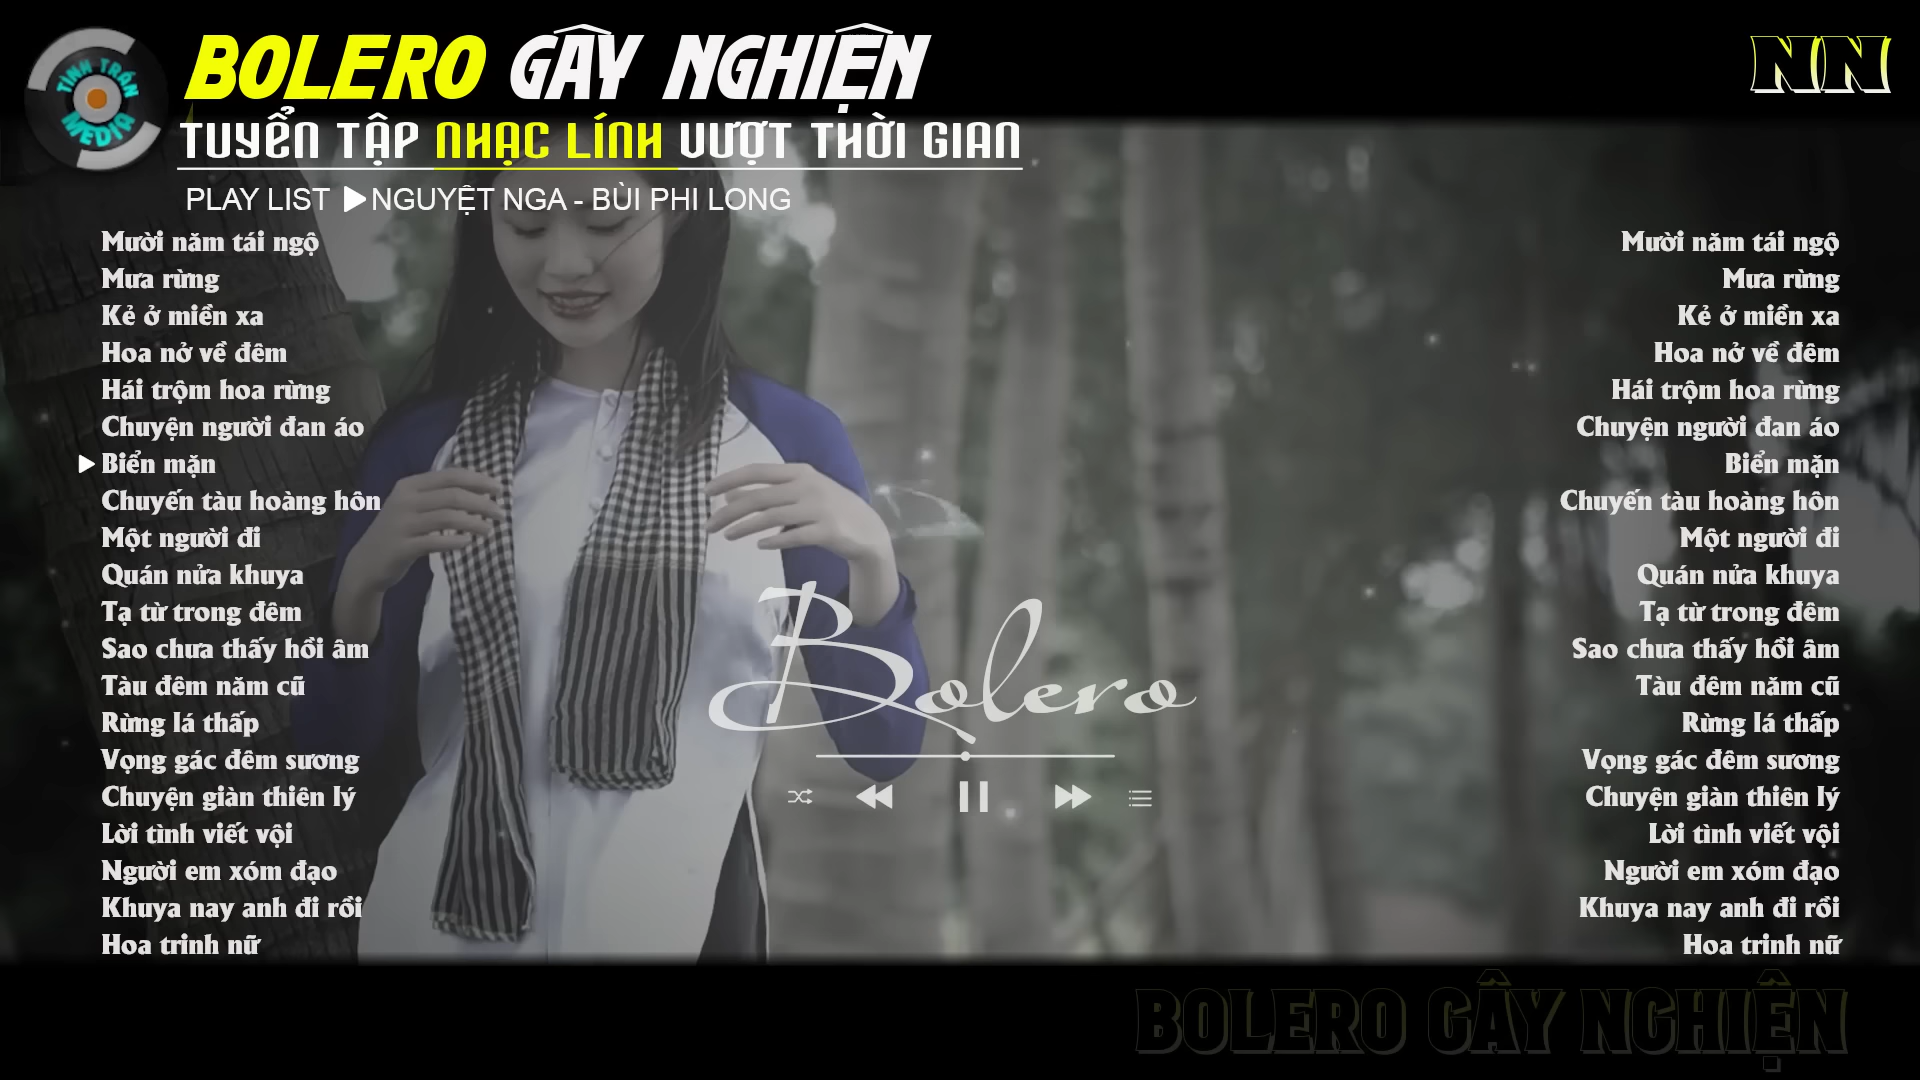 TÌNH TRẦN
MEDIA
BOLERO GÂY NGHIỆN
TUYỂN TẬP NHẠC LÍNH VƯỢT THỜI GIAN
PLAY LIST NGUYỆT NGA - BÙI PHI LONG
NN
Mười năm tái ngộ
Mưa rừng
Kẻ ở miền xa
Hoa nở về đêm
Hái trộm hoa rừng
Chuyện người đan áo
Biển mặn
Chuyến tàu hoàng hôn
Một người đi
Quán nửa khuya
Tạ từ trong đêm
Sao chưa thấy hồi âm
Tàu đêm năm cũ
Rừng lá thấp
Vọng gác đêm sương
Chuyện giàn thiên lý
Lời tình viết vội
Người em xóm đạo
Khuya nay anh đi rồi
Hoa trinh nữ
Bolero
Mười năm tái ngộ
Mưa rừng
Kẻ ở miền xa
Hoa nở về đêm
Hái trộm hoa rừng
Chuyện người đan áo
Biển mặn
Chuyến tàu hoàng hôn
Một người đi
Quán nửa khuya
Tạ từ trong đêm
Sao chưa thấy hồi âm
Tàu đêm năm cũ
Rừng lá thấp
Vọng gác đêm sương
Chuyện giàn thiên lý
Lời tình viết vội
Người em xóm đạo
Khuya nay anh đi rồi
Hoa trinh nữ
BOLERO GÂY NGHIỆN